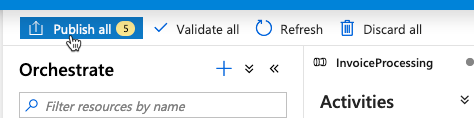 Publish all 5 Validate all Refresh Discard all
Orchestrate
Filter resources by name
InvoiceProcessing
Activities